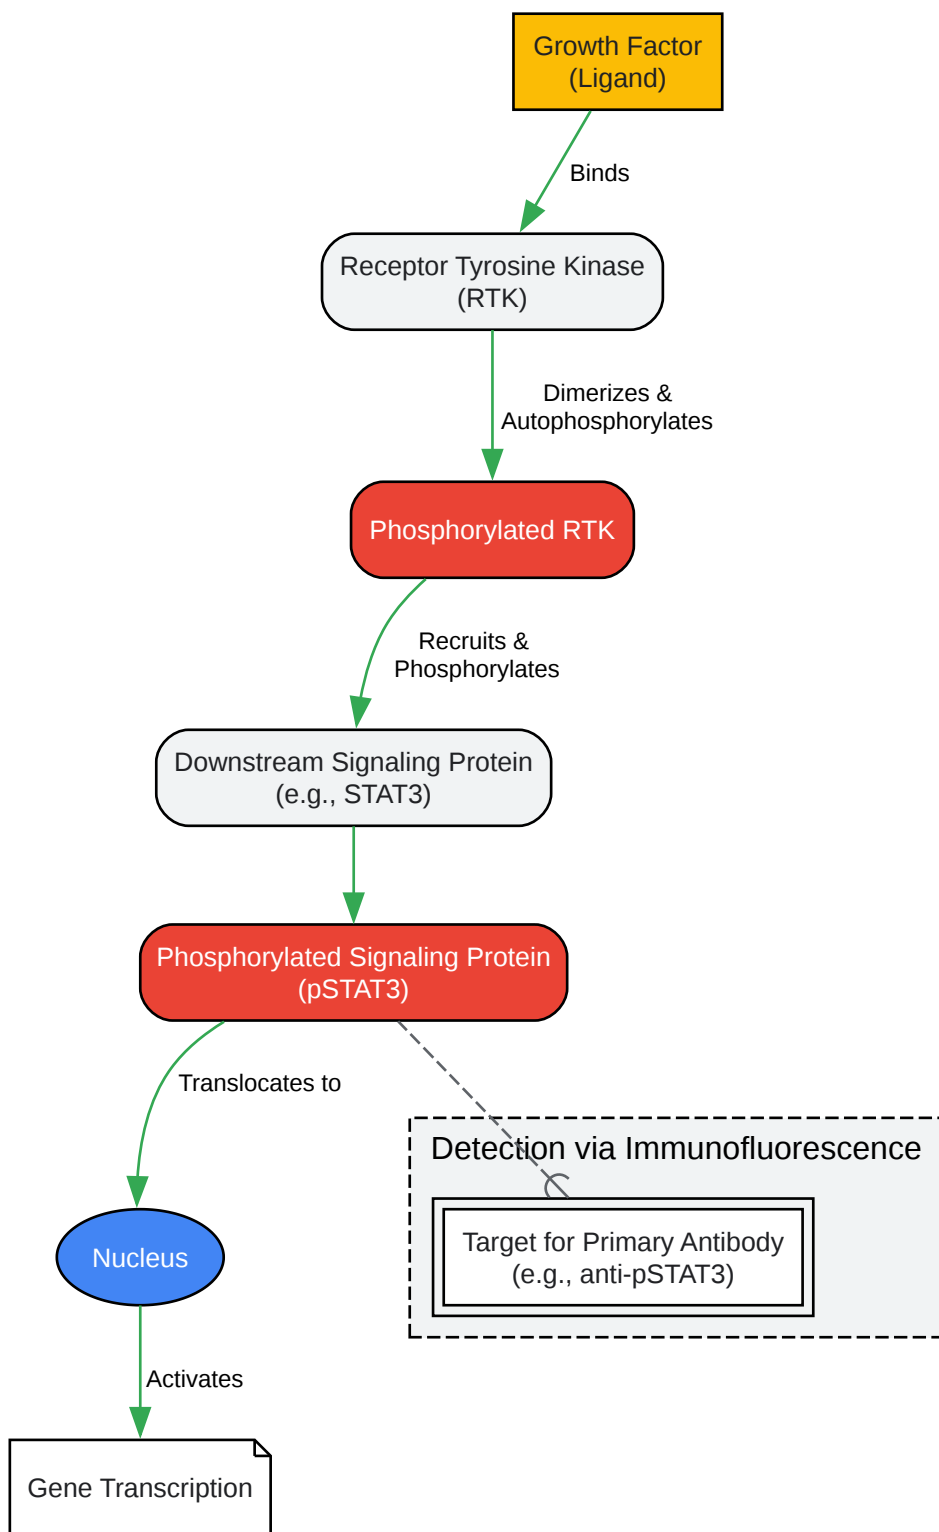 Growth Factor
(Ligand)
Binds
Receptor Tyrosine Kinase
(RTK)
Dimerizes &
Autophosphorylates
Phosphorylated RTK
Recruits &
Phosphorylates
Downstream Signaling Protein
(e.g., STAT3)
Phosphorylated Signaling Protein
(pSTAT3)
Translocates to
Detection via Immunofluorescence
Target for Primary Antibody
(e.g., anti-pSTAT3)
Nucleus
Activates
Gene Transcription